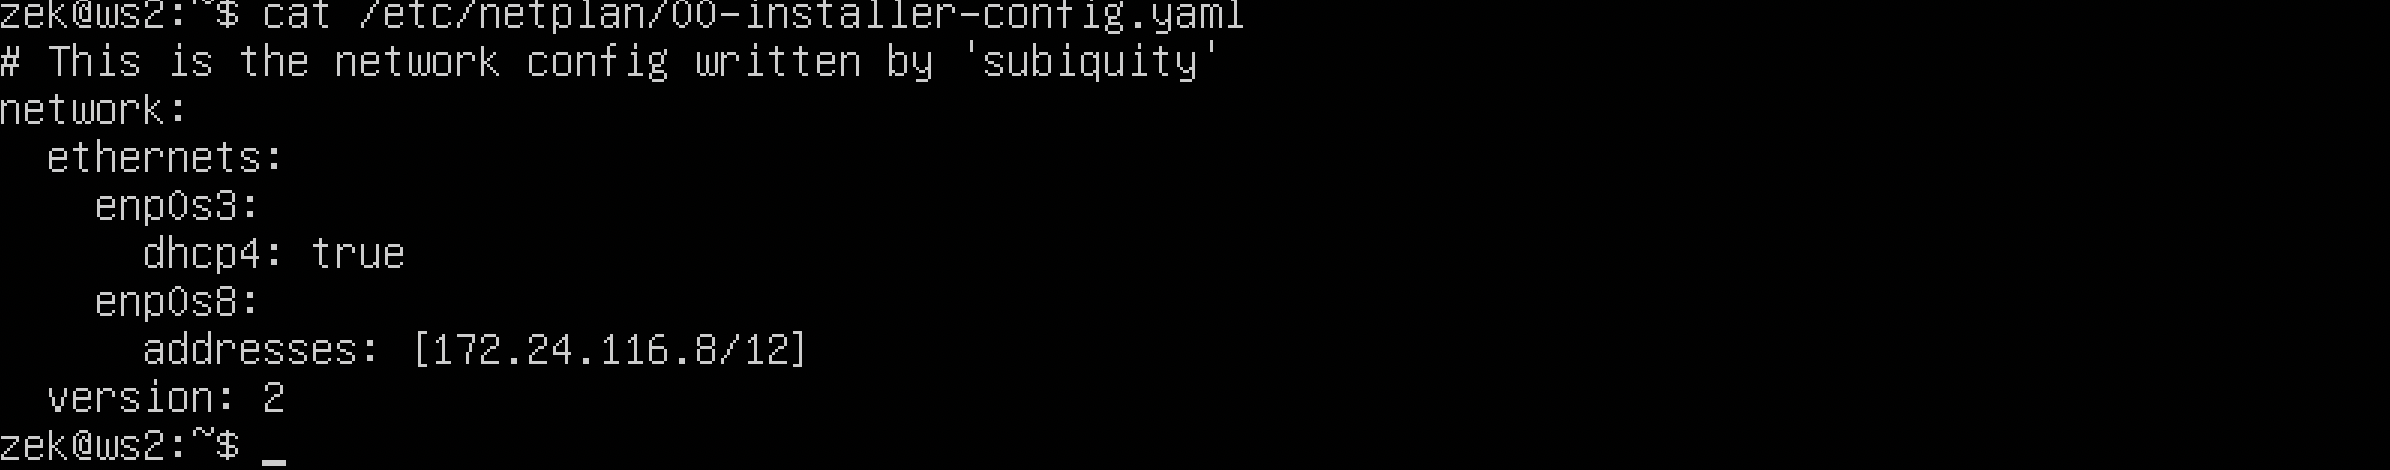 zek@ws2:~$ cat /etc/netplan/00-installer-config.yaml
# This is the network config written by 'subiquity'
network:
  ethernets:
    enp0s3:
      dhcp4: true
    enp0s8:
      addresses: [172.24.116.8/12]
  version: 2
zek@ws2:~$ _